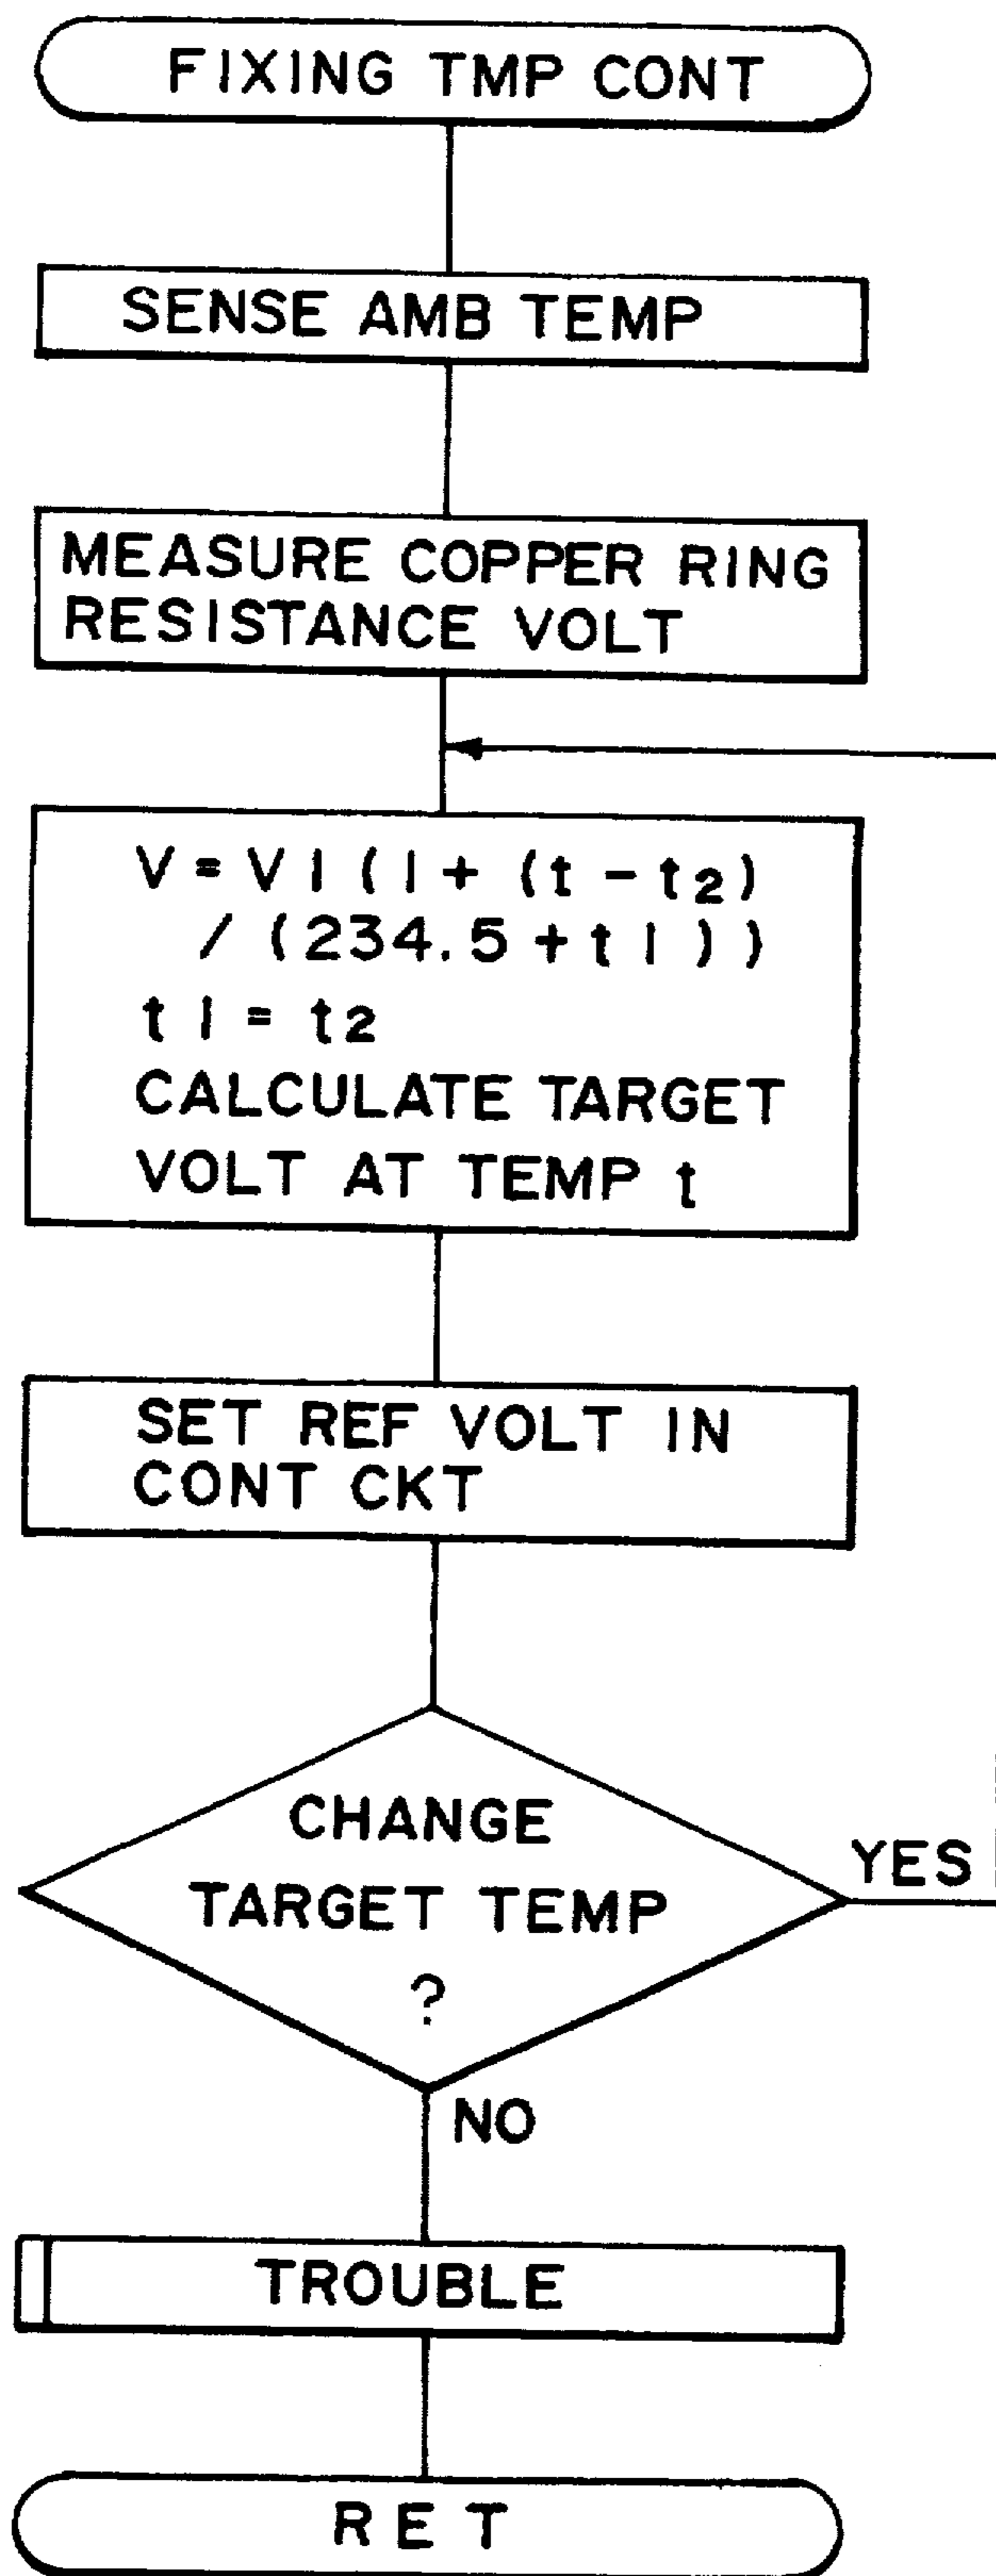 FIXING TMP CONT
SENSE AMB TEMP
MEASURE COPPER RING
RESISTANCE VOLT
V = V1 (1 + (t - t2)
/ (234.5 + t1))
t1 = t2
CALCULATE TARGET
VOLT AT TEMP t
SET REF VOLT IN
CONT CKT
CHANGE
TARGET TEMP
?
YES
NO
TROUBLE
RET